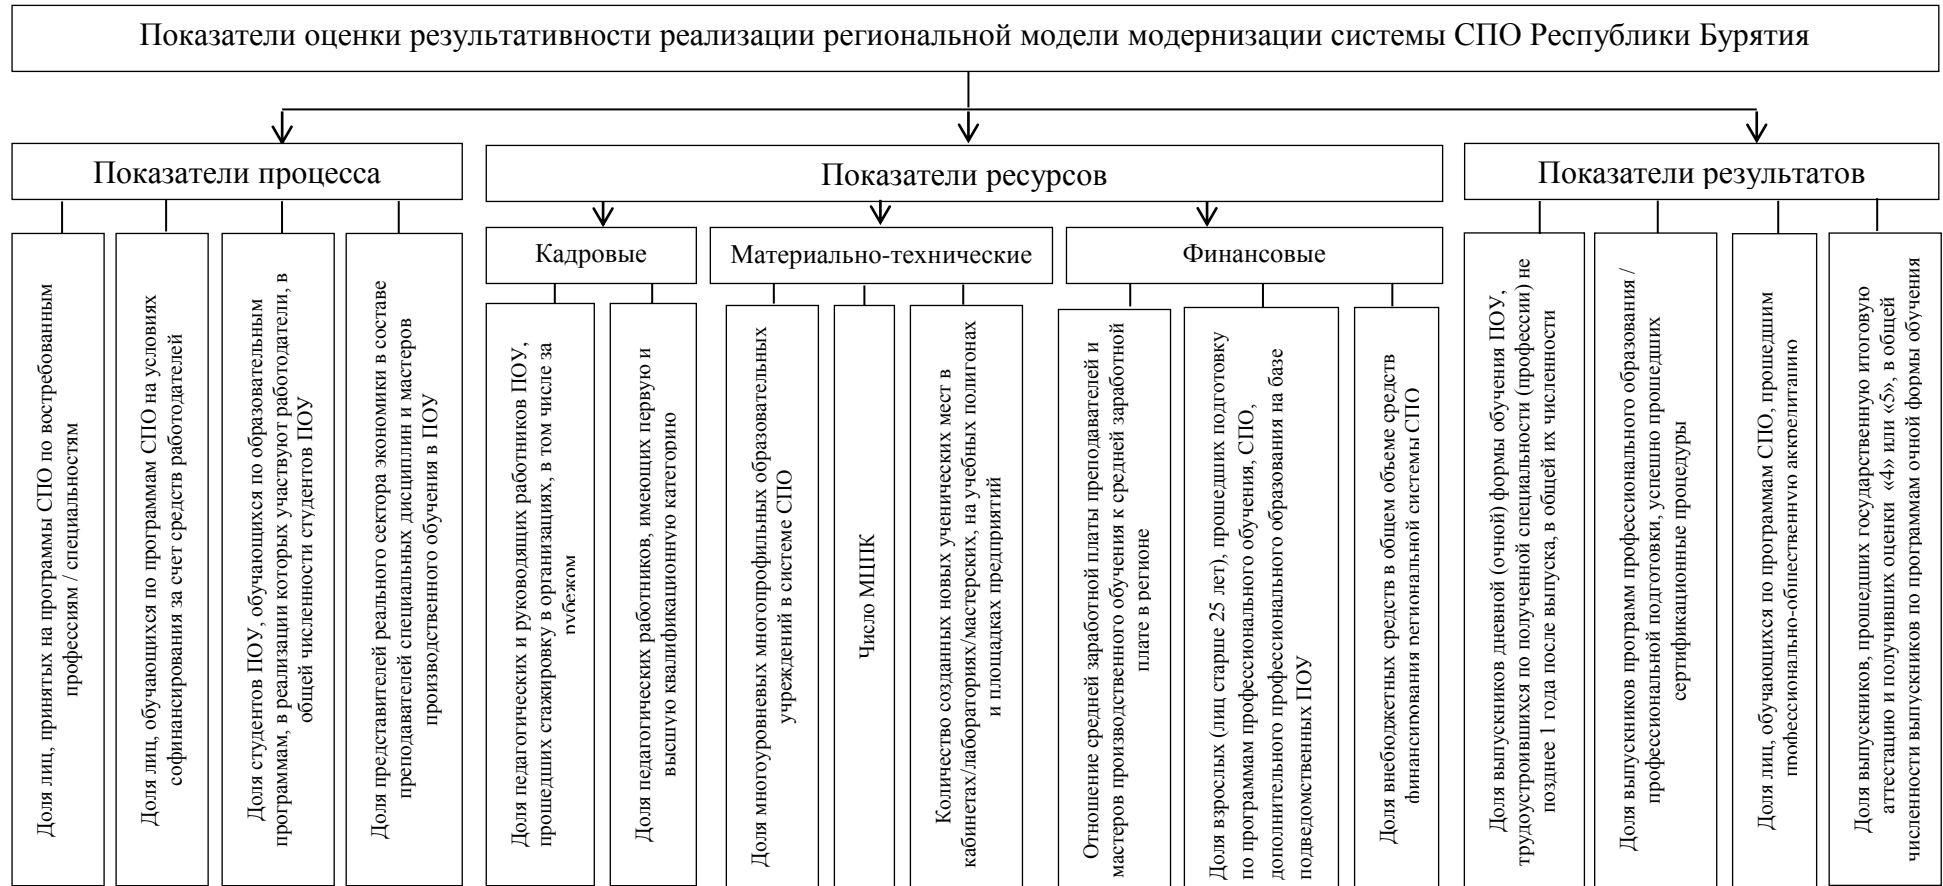 Показатели оценки результативности реализации региональной модели модернизации системы СПО Республики Бурятия
Показатели процесса
Показатели ресурсов
Показатели результатов
Кадровые
Материально-технические
Финансовые
Доля лиц, принятых на программы СПО по востребованным
профессиям / специальностям
Доля лиц, обучающихся по программам СПО на условиях
софинансирования за счет средств работодателей
Доля студентов ПОУ, обучающихся по образовательным
программам, в реализации которых участвуют работодатели, в
общей численности студентов ПОУ
Доля представителей реального сектора экономики в составе
преподавателей специальных дисциплин и мастеров
производственного обучения в ПОУ
Доля педагогических и руководящих работников ПОУ,
прошедших стажировку в организациях, в том числе за
рубежом
Доля педагогических работников, имеющих первую и
высшую квалификационную категорию
Доля многоуровневых многопрофильных образовательных
учреждений в системе СПО
Число МЦПК
Количество созданных новых ученических мест в
кабинетах/лабораториях/мастерских, на учебных полигонах
и площадках предприятий
Отношение средней заработной платы преподавателей и
мастеров производственного обучения к средней заработной
плате в регионе
Доля взрослых (лиц старше 25 лет), прошедших подготовку
по программам профессионального обучения, СПО,
дополнительного профессионального образования на базе
подведомственных ПОУ
Доля внебюджетных средств в общем объеме средств
финансирования региональной системы СПО
Доля выпускников дневной (очной) формы обучения ПОУ,
трудоустроившихся по полученной специальности (профессии) не
позднее 1 года после выпуска, в общей их численности
Доля выпускников программ профессионального образования /
профессиональной подготовки, успешно прошедших
сертификационные процедуры
Доля лиц, обучающихся по программам СПО, прошедшим
профессионально-общественную аккредитацию
Доля выпускников, прошедших государственную итоговую
аттестацию и получивших оценки «4» или «5», в общей
численности выпускников по программам очной формы обучения